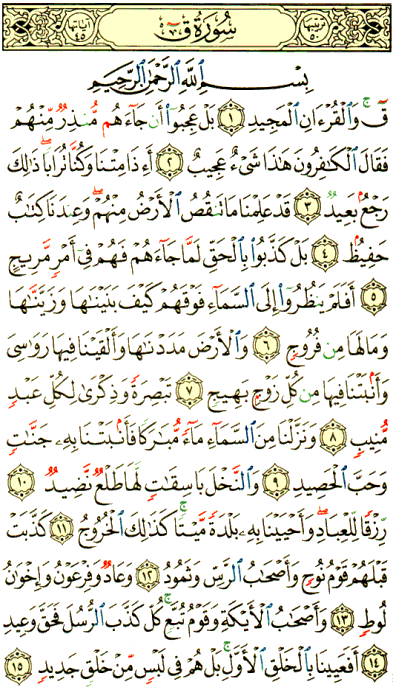 ترتيبها ٥٠ سُورَةُ قٓ آياتها ٤٥
بِسْمِ ٱللَّهِ ٱلرَّحْمَٰنِ ٱلرَّحِيمِ
قٓ ۚ وَٱلْقُرْءَانِ ٱلْمَجِيدِ ١ بَلْ عَجِبُوٓا۟ أَن جَآءَهُم مُّنذِرٌ مِّنْهُمْ
فَقَالَ ٱلْكَٰفِرُونَ هَٰذَا شَىْءٌ عَجِيبٌ ٢ أَءِذَا مِتْنَا وَكُنَّا تُرَابًا ۖ ذَٰلِكَ
رَجْعٌۢ بَعِيدٌ ٣ قَدْ عَلِمْنَا مَا تَنقُصُ ٱلْأَرْضُ مِنْهُمْ ۖ وَعِندَنَا كِتَٰبٌ
حَفِيظٌۢ ٤ بَلْ كَذَّبُوا۟ بِٱلْحَقِّ لَمَّا جَآءَهُمْ فَهُمْ فِىٓ أَمْرٍ مَّرِيجٍ
٥ أَفَلَمْ يَنظُرُوٓا۟ إِلَى ٱلسَّمَآءِ فَوْقَهُمْ كَيْفَ بَنَيْنَٰهَا وَزَيَّنَّٰهَا
وَمَا لَهَا مِن فُرُوجٍ ٦ وَٱلْأَرْضَ مَدَدْنَٰهَا وَأَلْقَيْنَا فِيهَا رَوَٰسِىَ
وَأَنۢبَتْنَا فِيهَا مِن كُلِّ زَوْجٍۭ بَهِيجٍ ٧ تَبْصِرَةً وَذِكْرَىٰ لِكُلِّ عَبْدٍ
مُّنِيبٍ ٨ وَنَزَّلْنَا مِنَ ٱلسَّمَآءِ مَآءً مُّبَٰرَكًا فَأَنۢبَتْنَا بِهِۦ جَنَّٰتٍ
وَحَبَّ ٱلْحَصِيدِ ٩ وَٱلنَّخْلَ بَاسِقَٰتٍ لَّهَا طَلْعٌ نَّضِيدٌ ١٠
رِّزْقًا لِّلْعِبَادِ ۖ وَأَحْيَيْنَا بِهِۦ بَلْدَةً مَّيْتًا ۚ كَذَٰلِكَ ٱلْخُرُوجُ ١١ كَذَّبَتْ
قَبْلَهُمْ قَوْمُ نُوحٍ وَأَصْحَٰبُ ٱلرَّسِّ وَثَمُودُ ١٢ وَعَادٌ وَفِرْعَوْنُ وَإِخْوَٰنُ
لُوطٍ ١٣ وَأَصْحَٰبُ ٱلْأَيْكَةِ وَقَوْمُ تُبَّعٍ ۚ كُلٌّ كَذَّبَ ٱلرُّسُلَ فَحَقَّ وَعِيدِ
١٤ أَفَعَيِينَا بِٱلْخَلْقِ ٱلْأَوَّلِ ۚ بَلْ هُمْ فِى لَبْسٍ مِّنْ خَلْقٍ جَدِيدٍ ١٥